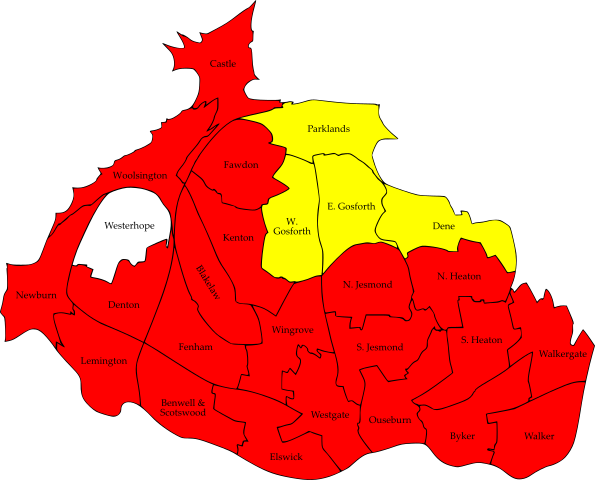 Castle
Parklands
Fawdon
Woolsington
E. Gosforth
W.
Gosforth
Westerhope
Dene
Kenton
N. Heaton
Blakelaw
N. Jesmond
Newburn
Denton
Wingrove
S. Heaton
Fenham
S. Jesmond
Walkergate
Lemington
Benwell &
Scotswood
Westgate
Ouseburn
Byker
Walker
Elswick